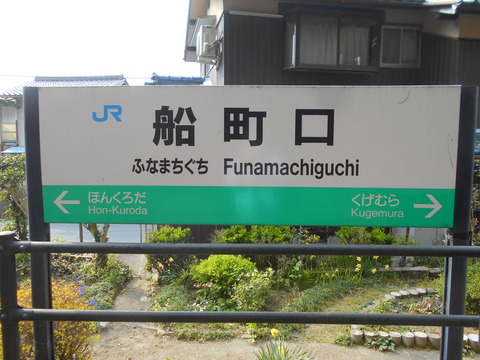 JR 船町口
ふなまちぐち Funamachiguchi
← ほんくろだ くげむら →
Hon-Kuroda Kugemura